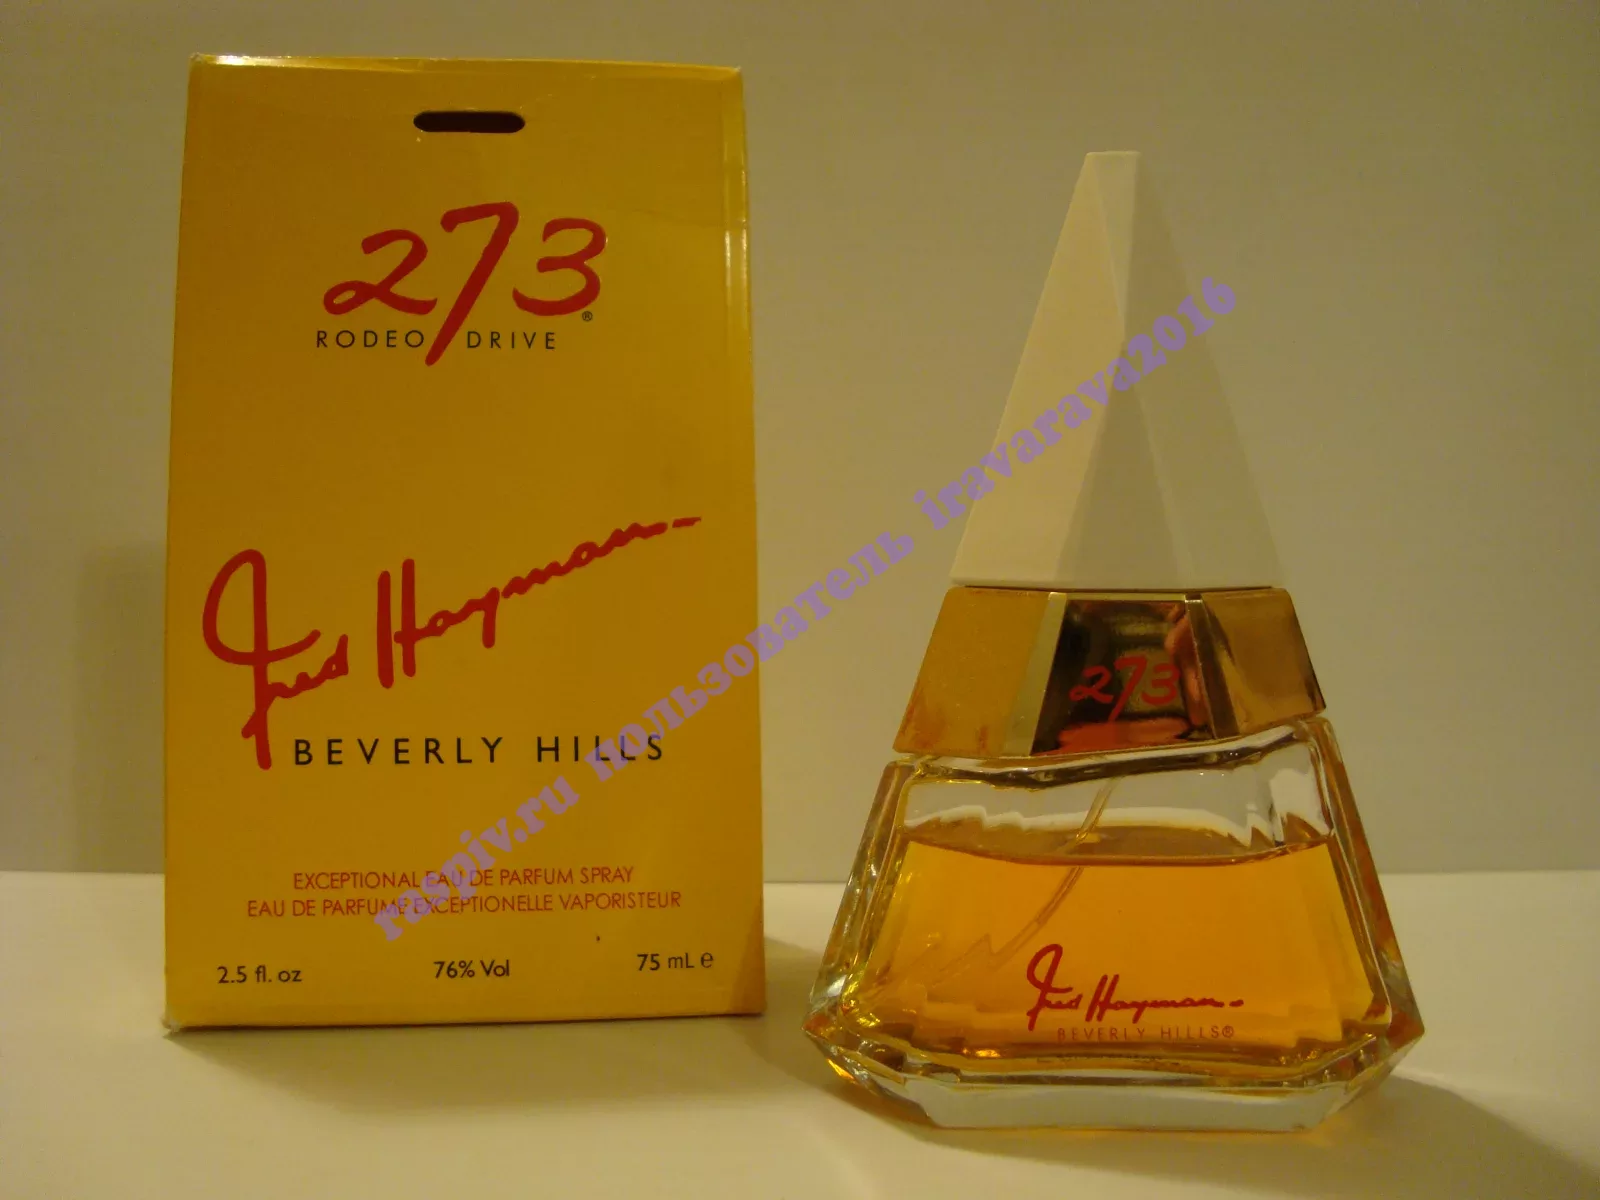 273®
RODEO DRIVE
Fred Hayman
BEVERLY HILLS
EXCEPTIONAL EAU DE PARFUM SPRAY
EAU DE PARFUME EXCEPTIONELLE VAPORISTEUR
2.5 fl. oz 76% Vol 75 mL e
273
Fred Hayman
BEVERLY HILLS®
raspiv.ru пользователь iravarava2016